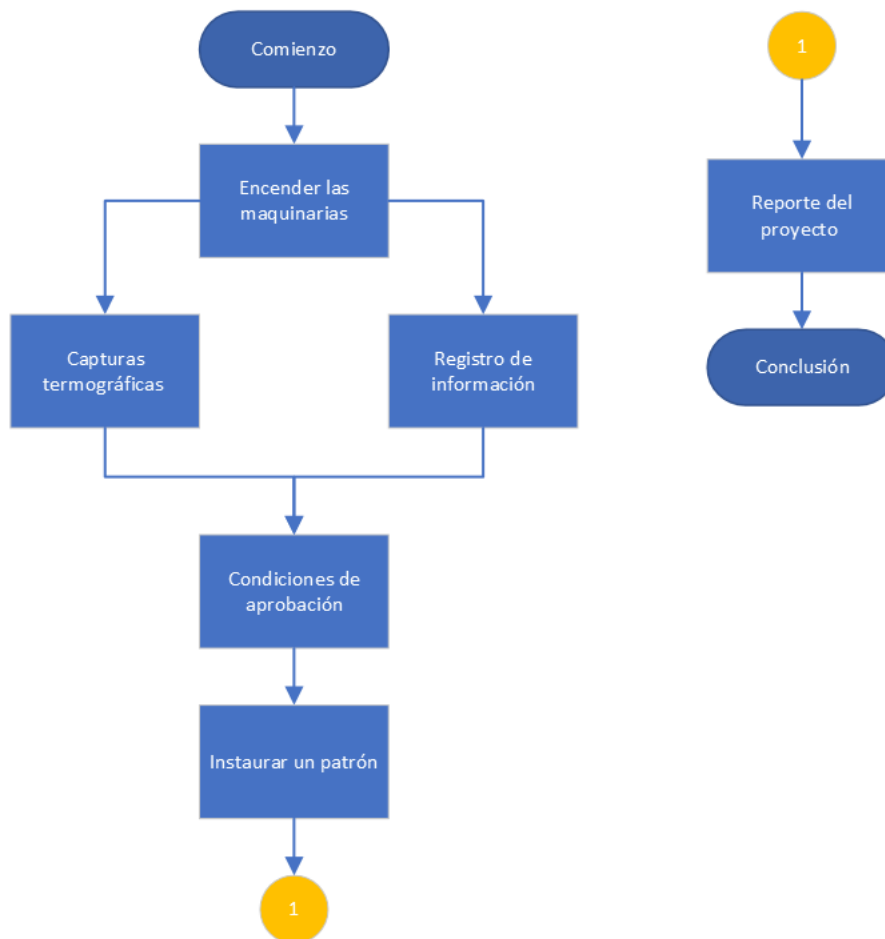 Comienzo
Encender las
maquinarias
Capturas
termográficas
Registro de
información
Condiciones de
aprobación
Instaurar un patrón
1
1
Reporte del
proyecto
Conclusión